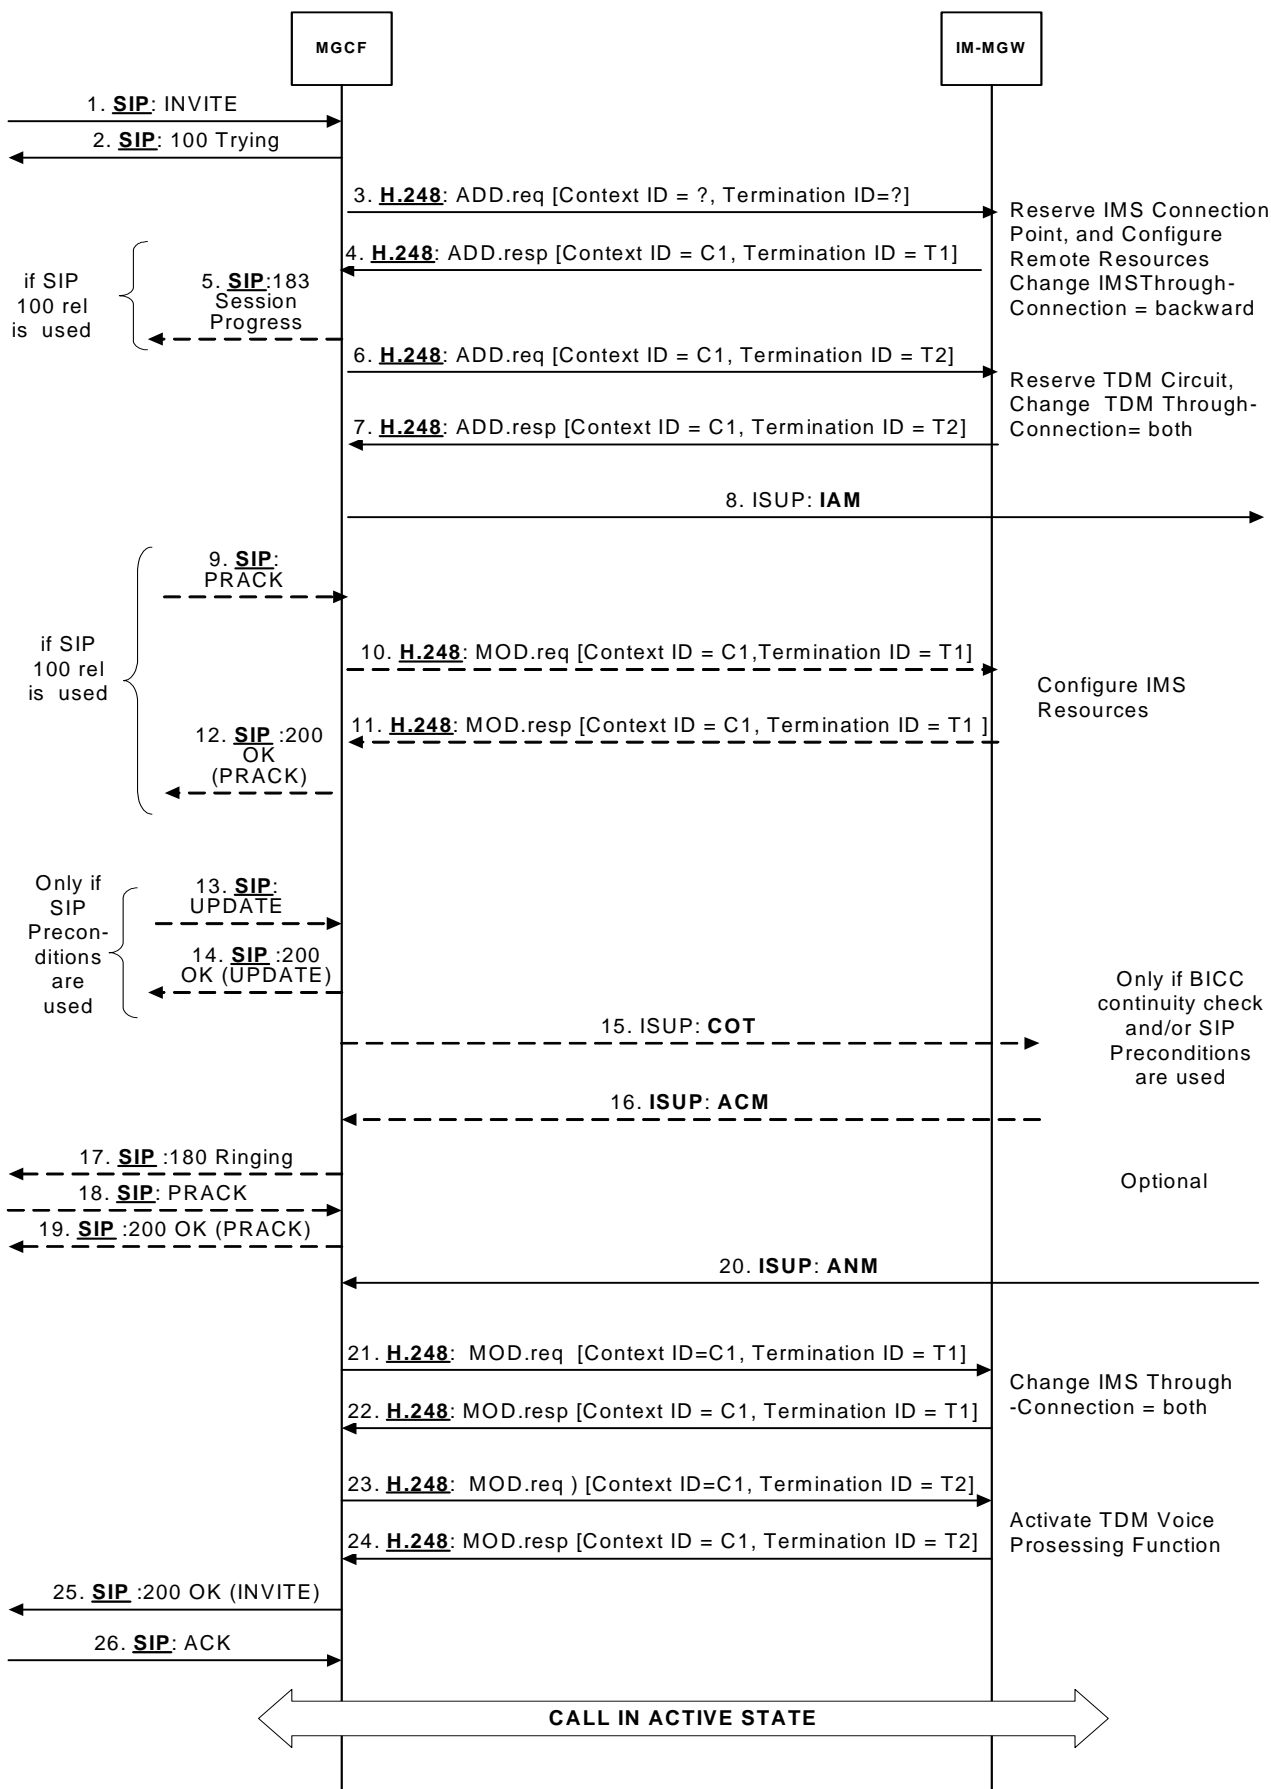 MGCF
IM-MGW
1. SIP: INVITE
2. SIP: 100 Trying
3. H.248: ADD.req [Context ID = ?, Termination ID=?]
Reserve IMS Connection
Point, and Configure
Remote Resources
Change IMSThrough-
Connection = backward
4. H.248: ADD.resp [Context ID = C1, Termination ID = T1]
if SIP
100 rel
is used
5. SIP:183
Session
Progress
6. H.248: ADD.req [Context ID = C1, Termination ID = T2]
Reserve TDM Circuit,
Change TDM Through-
Connection= both
7. H.248: ADD.resp [Context ID = C1, Termination ID = T2]
8. ISUP: IAM
if SIP
100 rel
is used
9. SIP:
PRACK
10. H.248: MOD.req [Context ID = C1,Termination ID = T1]
Configure IMS
Resources
11. H.248: MOD.resp [Context ID = C1, Termination ID = T1 ]
12. SIP :200
OK
(PRACK)
Only if
SIP
Precon-
ditions
are
used
13. SIP:
UPDATE
14. SIP :200
OK (UPDATE)
Only if BICC
continuity check
and/or SIP
Preconditions
are used
15. ISUP: COT
16. ISUP: ACM
17. SIP :180 Ringing
Optional
18. SIP: PRACK
19. SIP :200 OK (PRACK)
20. ISUP: ANM
21. H.248: MOD.req [Context ID=C1, Termination ID = T1]
Change IMS Through
-Connection = both
22. H.248: MOD.resp [Context ID = C1, Termination ID = T1]
23. H.248: MOD.req ) [Context ID=C1, Termination ID = T2]
Activate TDM Voice
Prosessing Function
24. H.248: MOD.resp [Context ID = C1, Termination ID = T2]
25. SIP :200 OK (INVITE)
26. SIP: ACK
CALL IN ACTIVE STATE